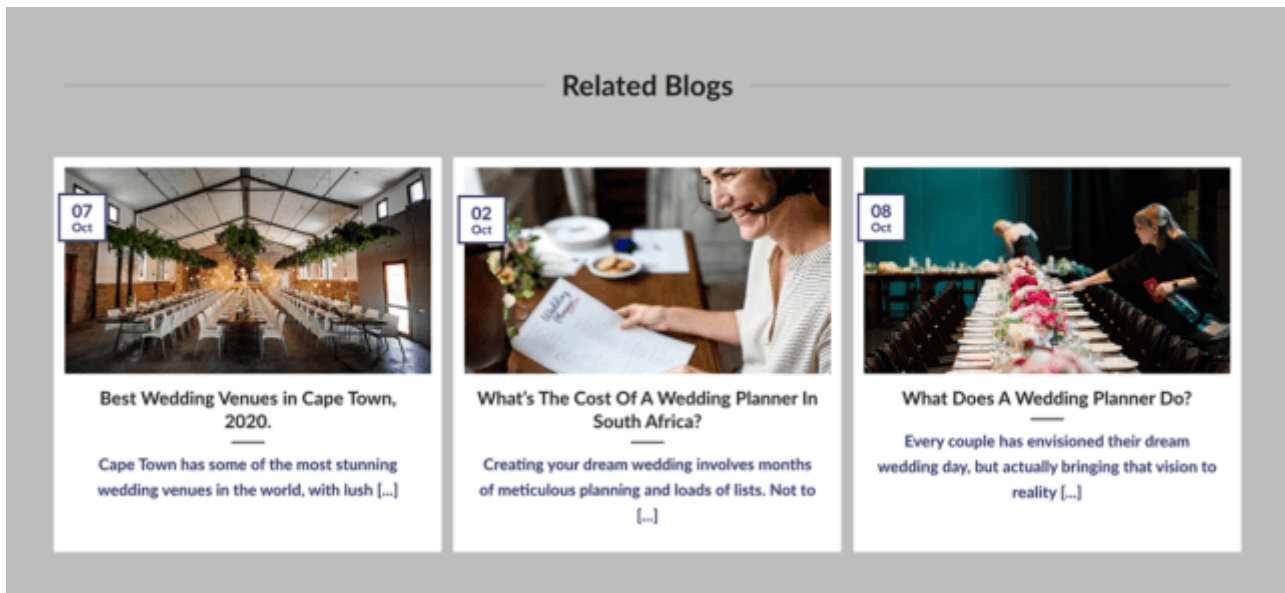 Related Blogs
07
Oct
Best Wedding Venues in Cape Town,
2020.
Cape Town has some of the most stunning
wedding venues in the world, with lush [...]
02
Oct
Wedding
Planner
What's The Cost Of A Wedding Planner In
South Africa?
Creating your dream wedding involves months
of meticulous planning and loads of lists. Not to
[...]
08
Oct
What Does A Wedding Planner Do?
Every couple has envisioned their dream
wedding day, but actually bringing that vision to
reality [...]